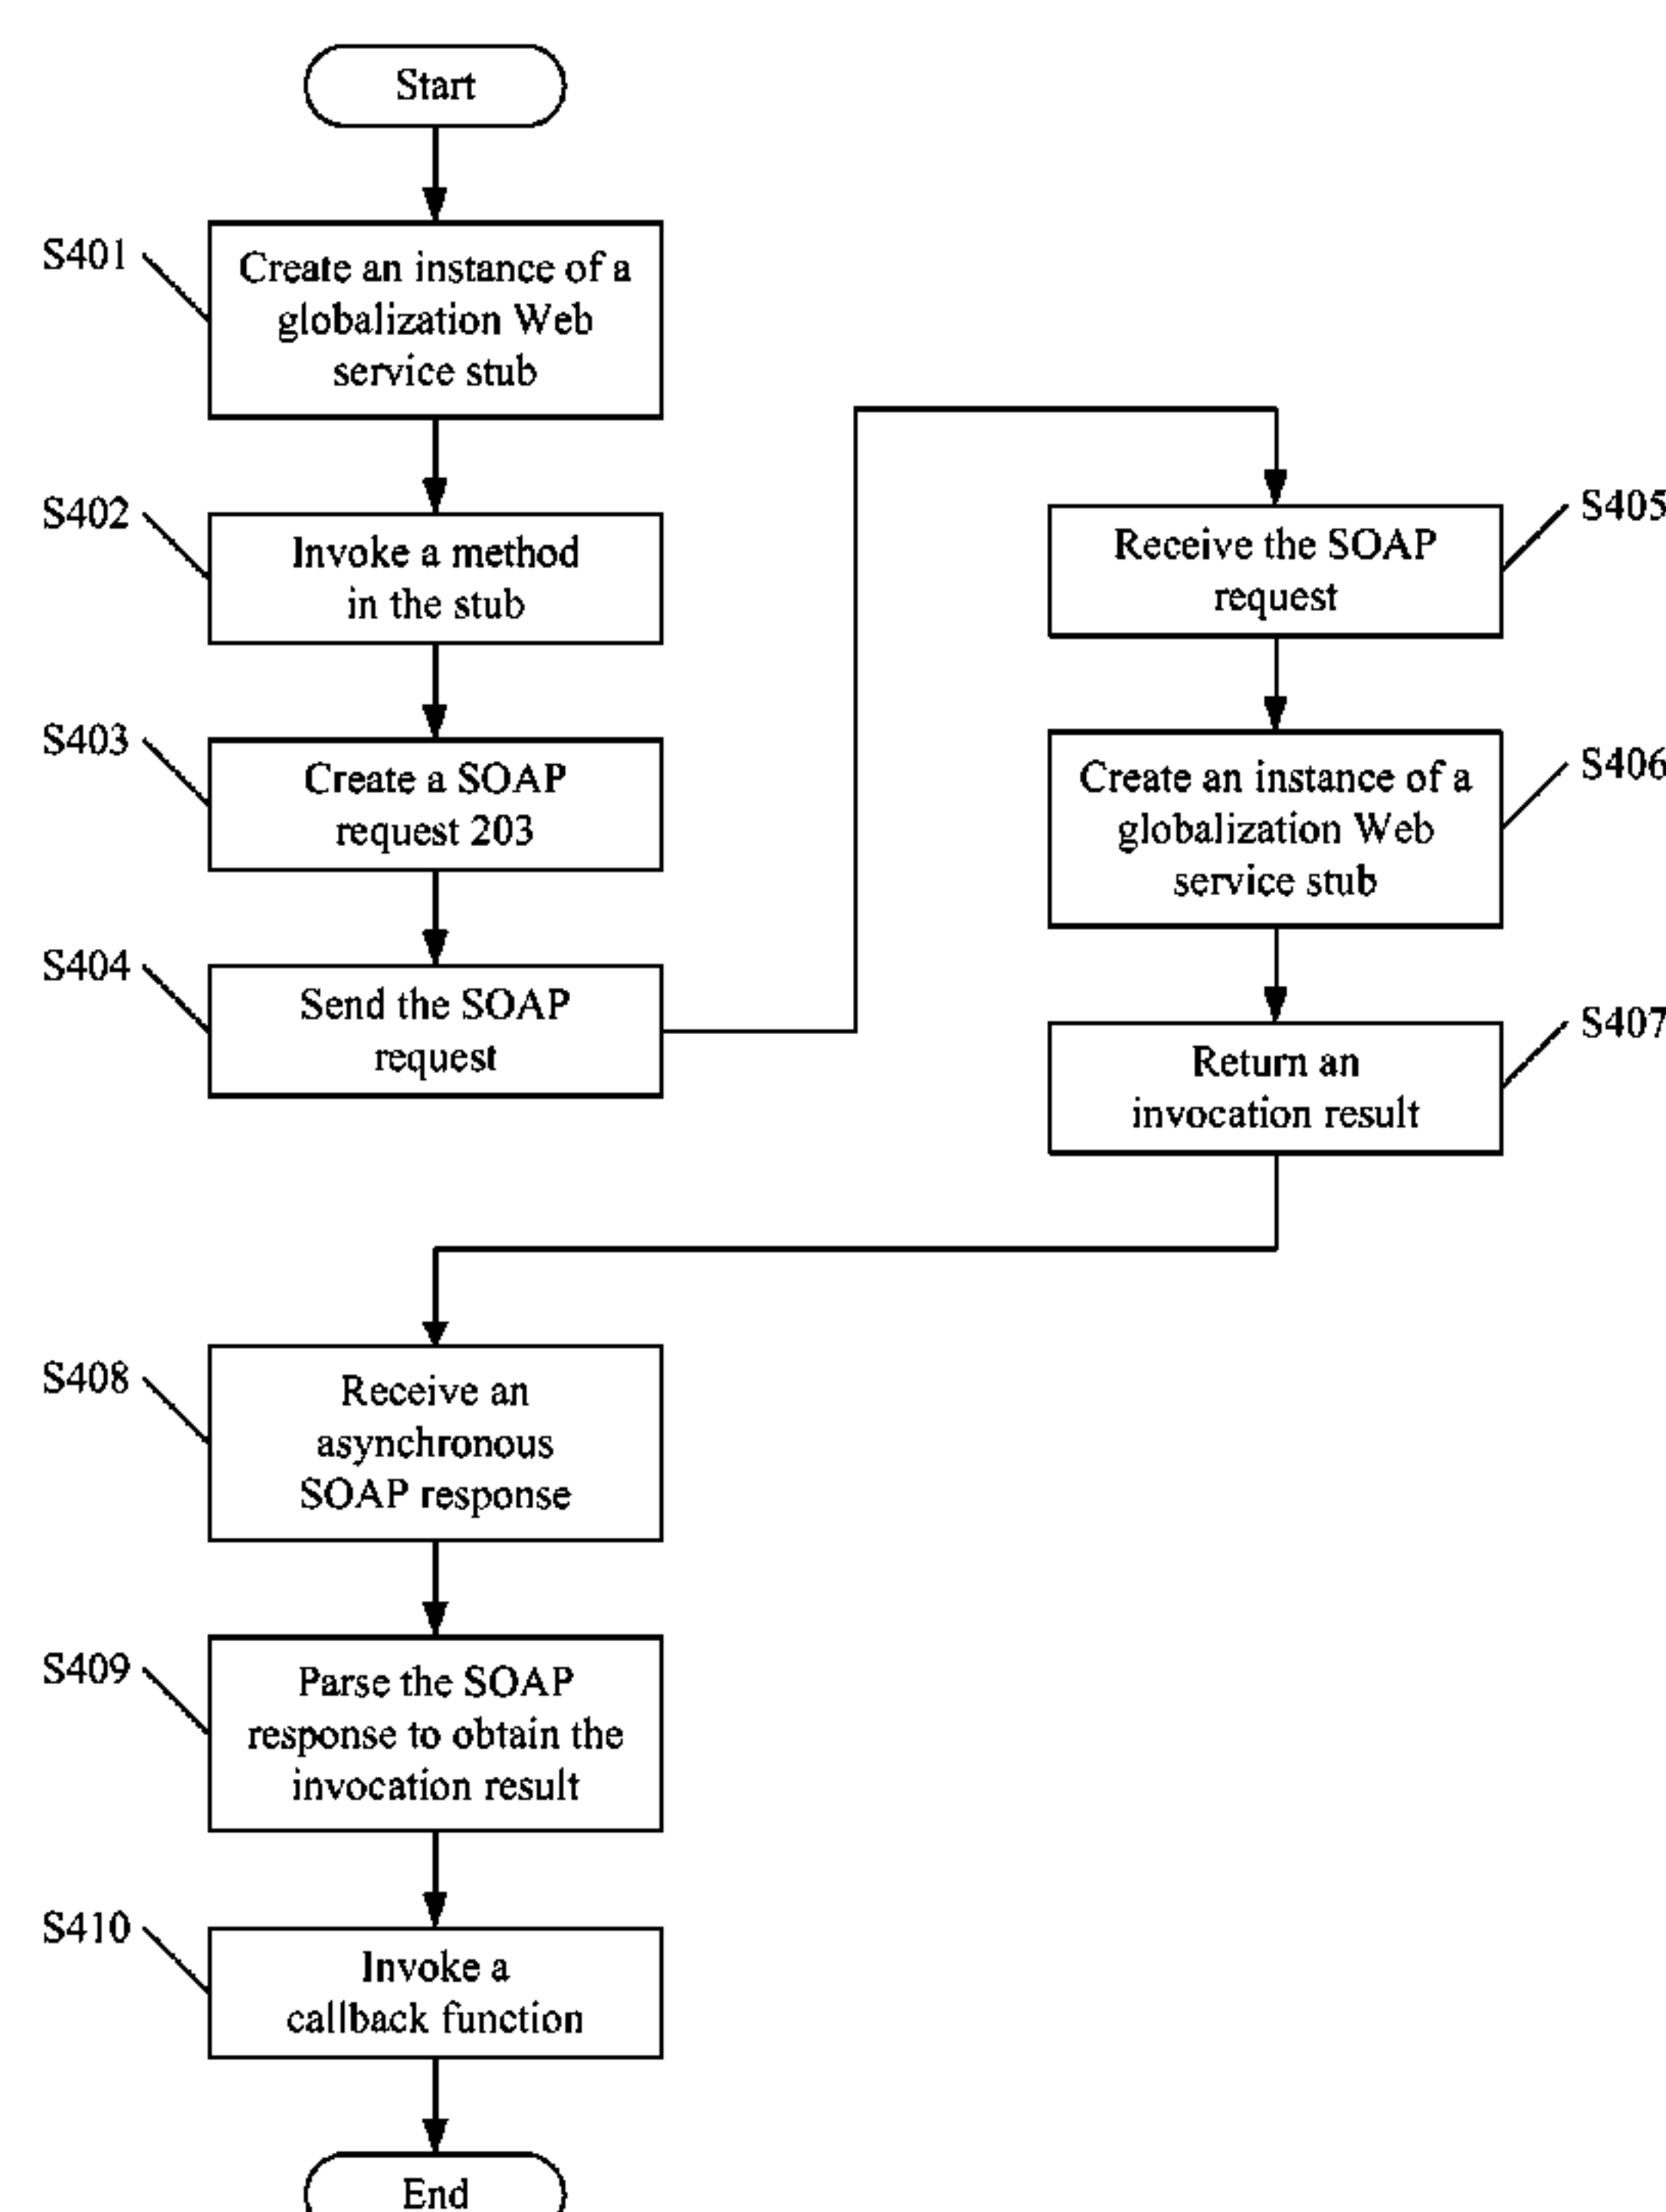 Start
S401
Create an instance of a
globalization Web
service stub
S402
Invoke a method
in the stub
S403
Create a SOAP
request 203
S404
Send the SOAP
request
S405
Receive the SOAP
request
S406
Create an instance of a
globalization Web
service stub
S407
Return an
invocation result
S408
Receive an
asynchronous
SOAP response
S409
Parse the SOAP
response to obtain the
invocation result
S410
Invoke a
callback function
End